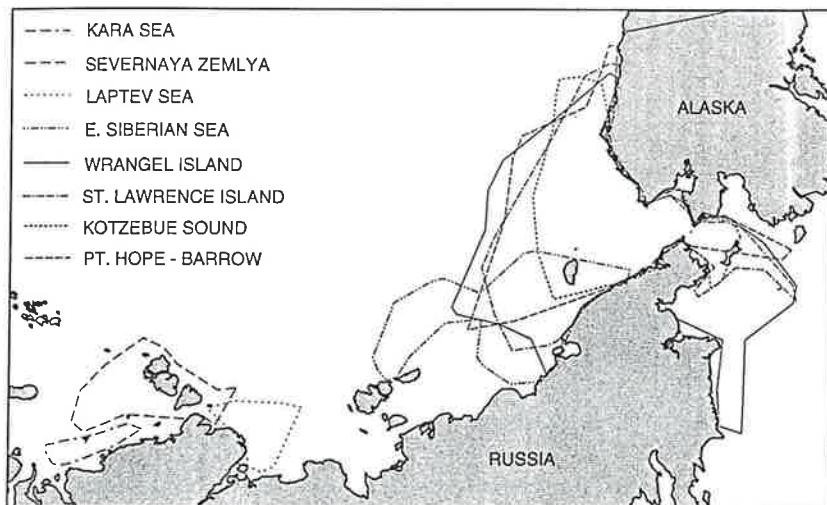 KARA SEA
SEVERNAYA ZEMLYA
LAPTEV SEA
E. SIBERIAN SEA
WRANGEL ISLAND
ST. LAWRENCE ISLAND
KOTZEBUE SOUND
PT. HOPE - BARROW
ALASKA
RUSSIA